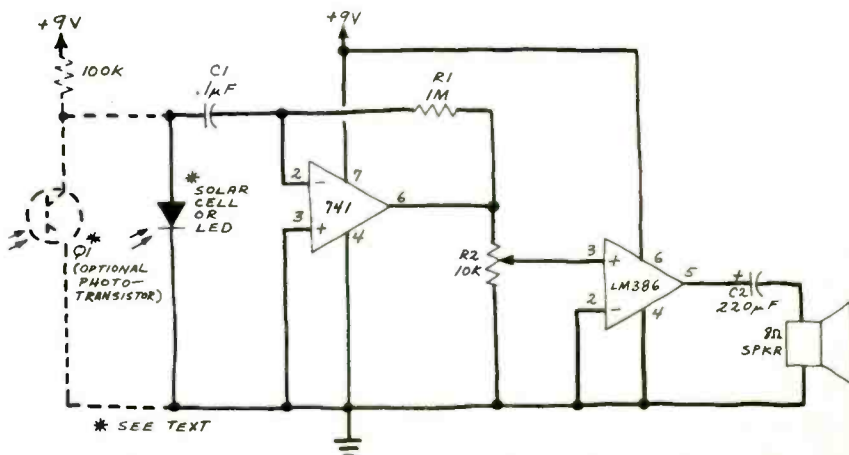 +9V
100K
C1
.1µF
+9V
R1
1M
* SOLAR
CELL
OR
LED
Q1*
(OPTIONAL
PHOTO-
TRANSISTOR)
2
-
3
+
741
7
6
4
R2
10K
3
+
2
-
LM386
6
5
4
+
C2
220µF
8Ω
SPKR
* SEE TEXT